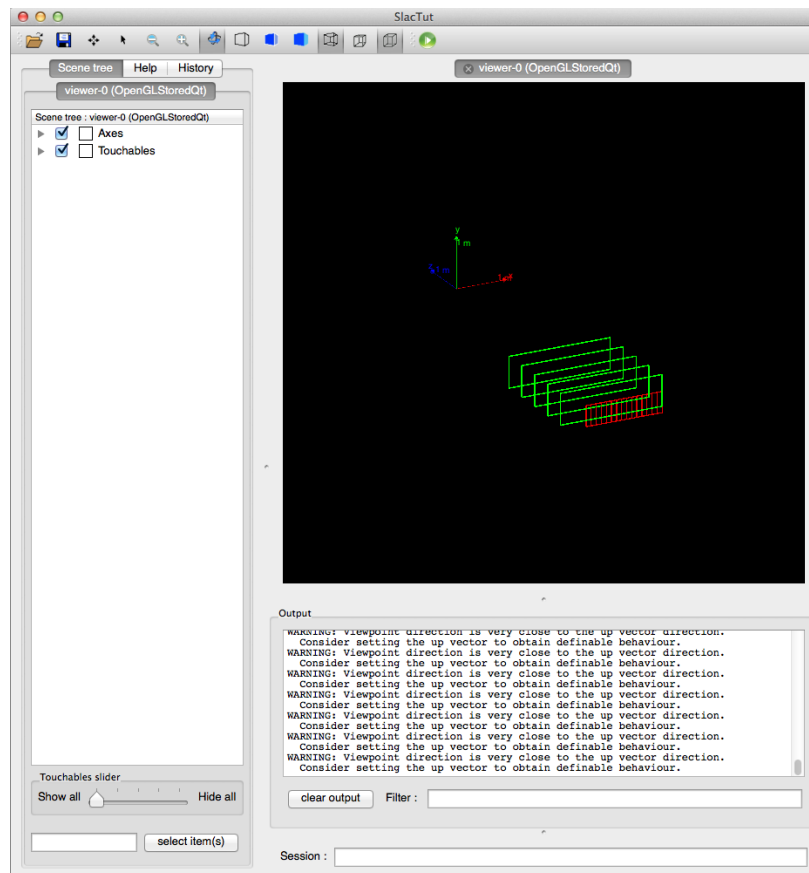 SlacTut
Scene tree
Help
History
viewer-0 (OpenGLStoredQt)
viewer-0 (OpenGLStoredQt)
Scene tree : viewer-0 (OpenGLStoredQt)
Axes
Touchables
y
1 m
Output
WARNING: Viewpoint direction is very close to the up vector direction.
Consider setting the up vector to obtain definable behaviour.
WARNING: Viewpoint direction is very close to the up vector direction.
Consider setting the up vector to obtain definable behaviour.
WARNING: Viewpoint direction is very close to the up vector direction.
Consider setting the up vector to obtain definable behaviour.
WARNING: Viewpoint direction is very close to the up vector direction.
Consider setting the up vector to obtain definable behaviour.
WARNING: Viewpoint direction is very close to the up vector direction.
Consider setting the up vector to obtain definable behaviour.
WARNING: Viewpoint direction is very close to the up vector direction.
Consider setting the up vector to obtain definable behaviour.
WARNING: Viewpoint direction is very close to the up vector direction.
Consider setting the up vector to obtain definable behaviour.
Touchables slider
Show all
Hide all
clear output
Filter :
select item(s)
Session :